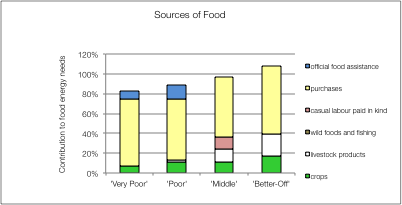 Sources of Food
Contribution to food energy needs
120%
100%
80%
60%
40%
20%
0%
'Very Poor' 'Poor' 'Middle' 'Better-Off'
official food assistance
purchases
casual labour paid in kind
wild foods and fishing
livestock products
crops